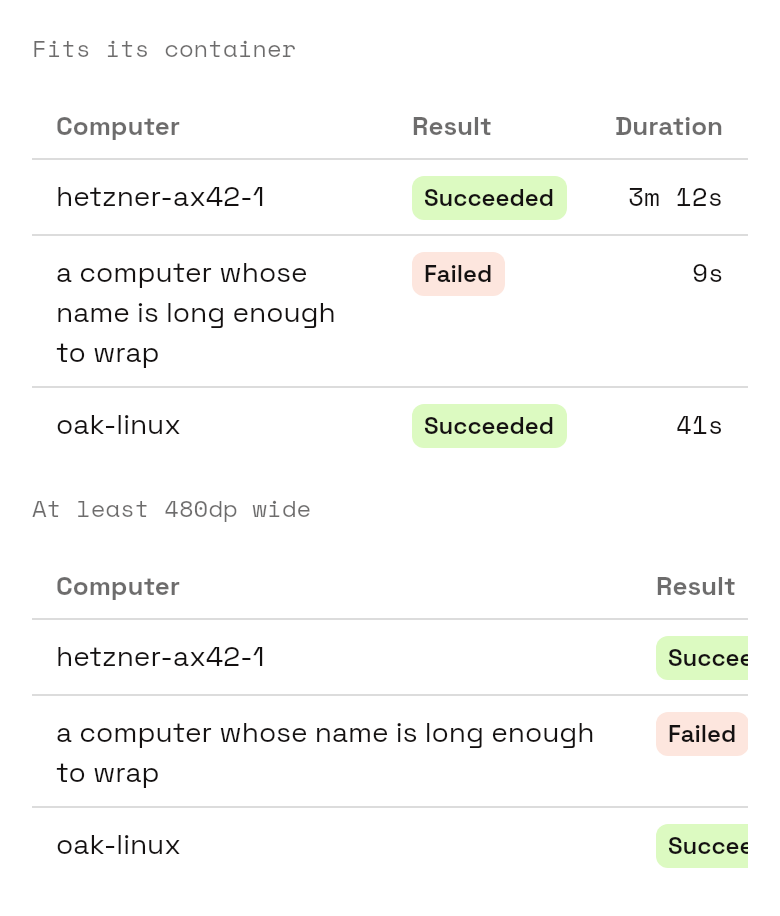 Fits its container
Computer Result Duration
hetzner-ax42-1 Succeeded 3m 12s
a computer whose Failed 9s
name is long enough
to wrap
oak-linux Succeeded 41s
At least 480dp wide
Computer Result
hetzner-ax42-1 Succee
a computer whose name is long enough Failed
to wrap
oak-linux Succee